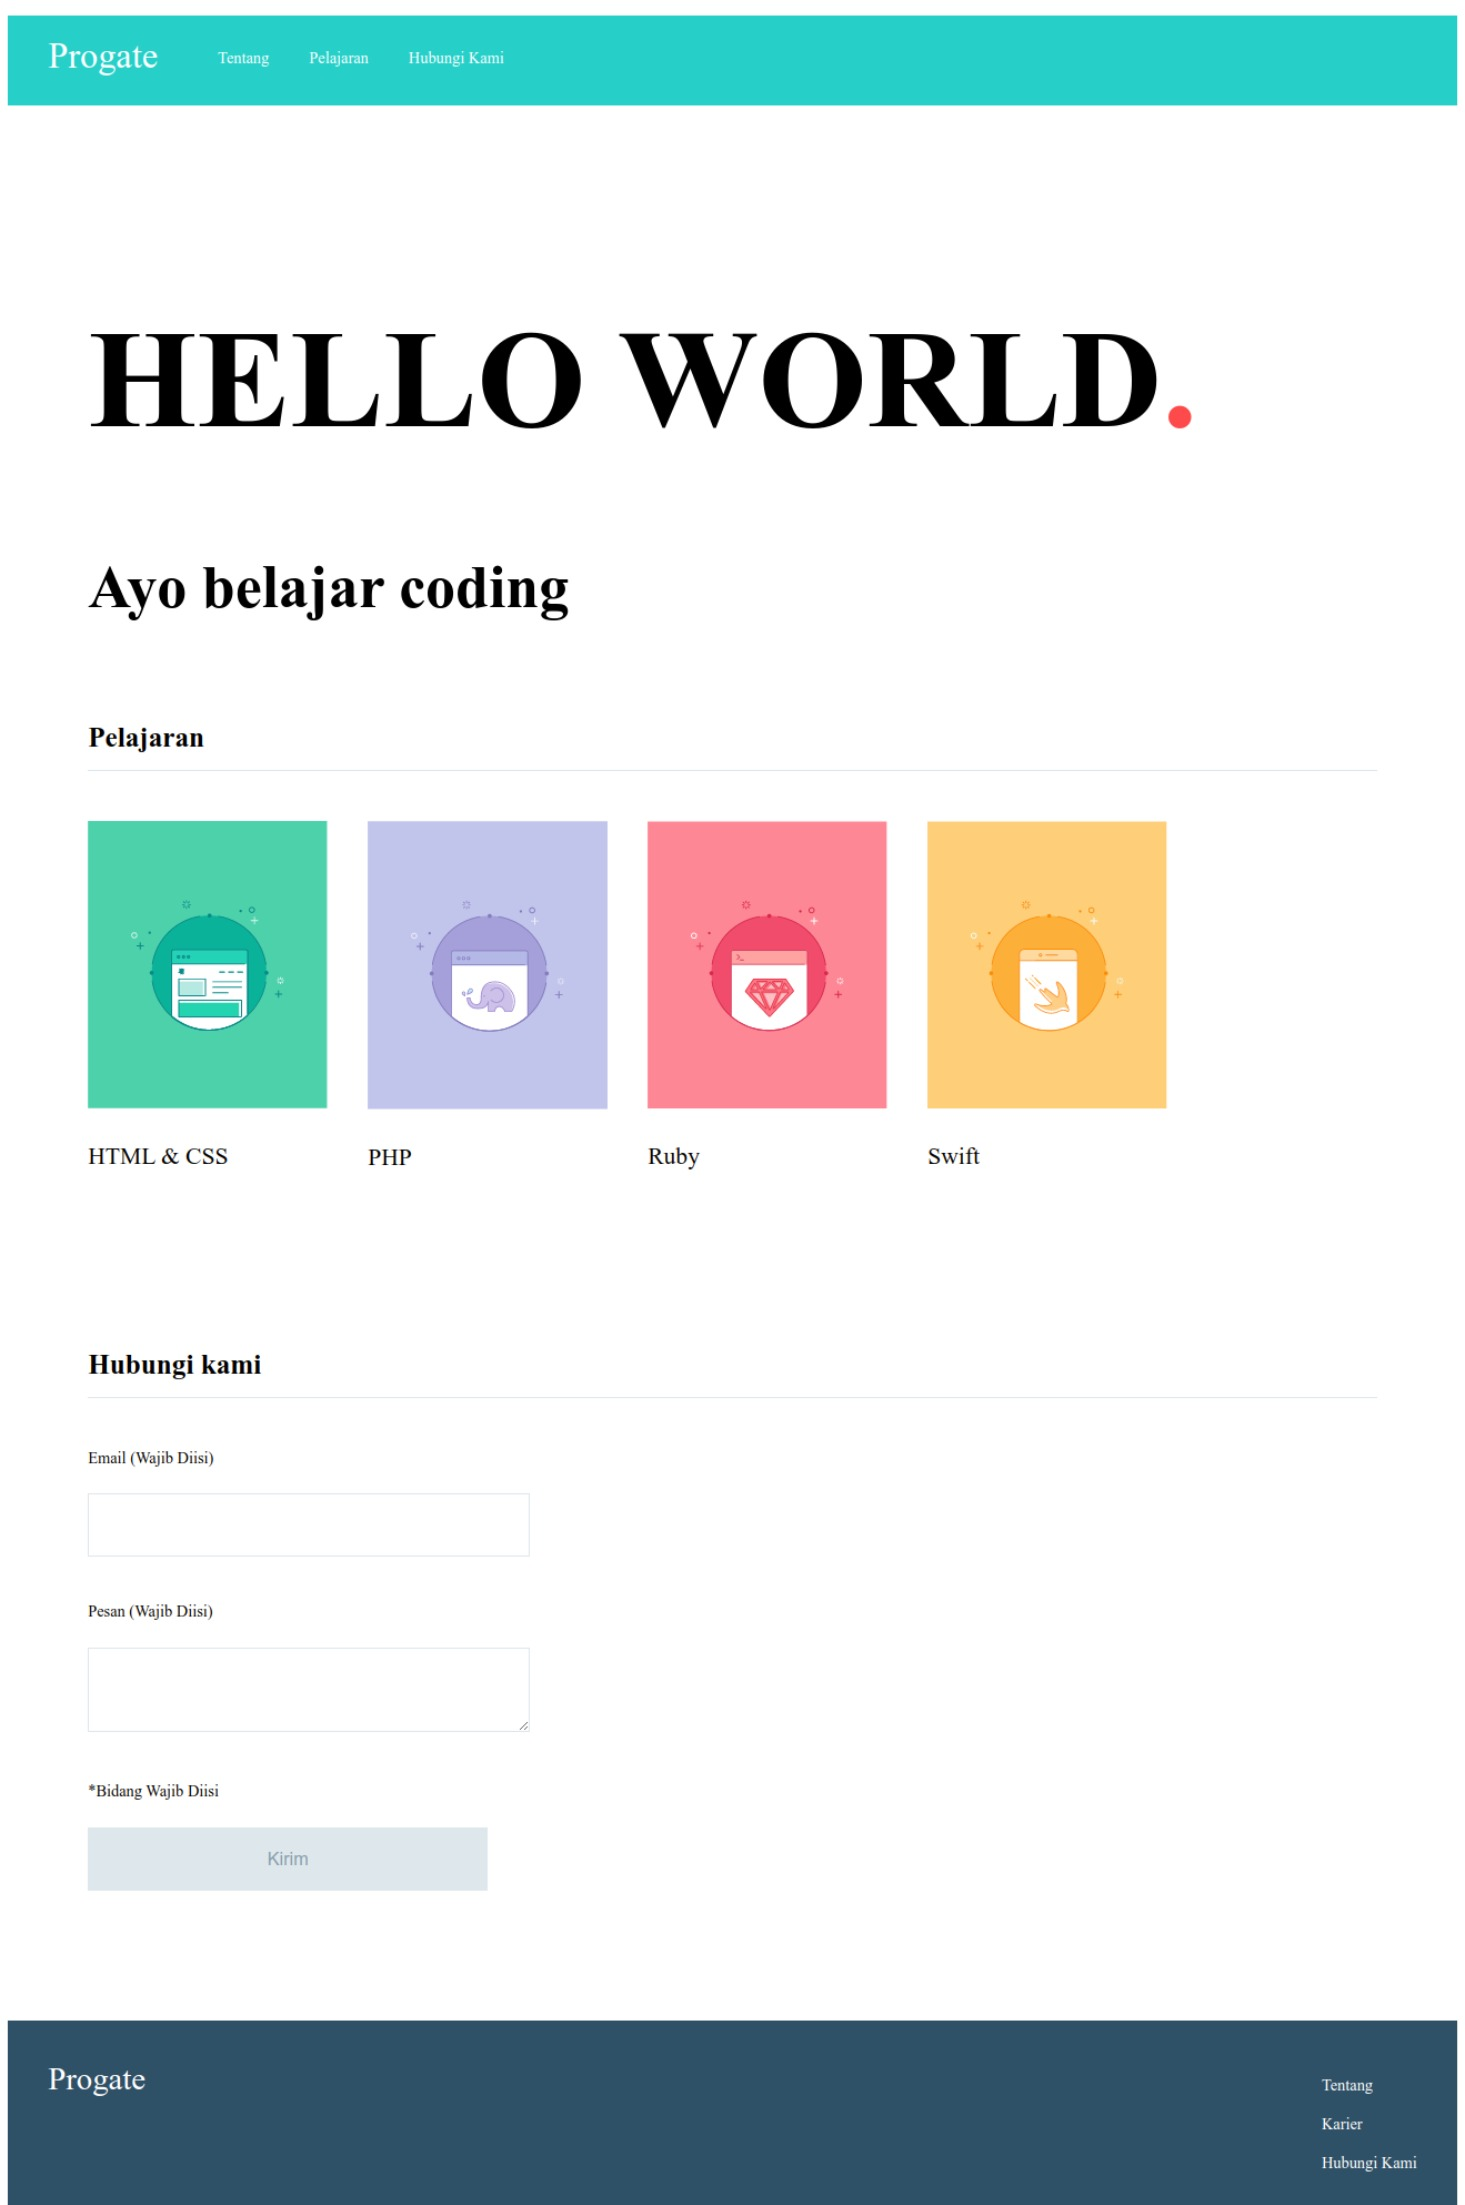 Progate
Tentang
Pelajaran
Hubungi Kami
HELLO WORLD.
Ayo belajar coding
Pelajaran
HTML & CSS
PHP
Ruby
Swift
Hubungi kami
Email (Wajib Diisi)
Pesan (Wajib Diisi)
*Bidang Wajib Diisi
Kirim
Progate
Tentang
Karier
Hubungi Kami